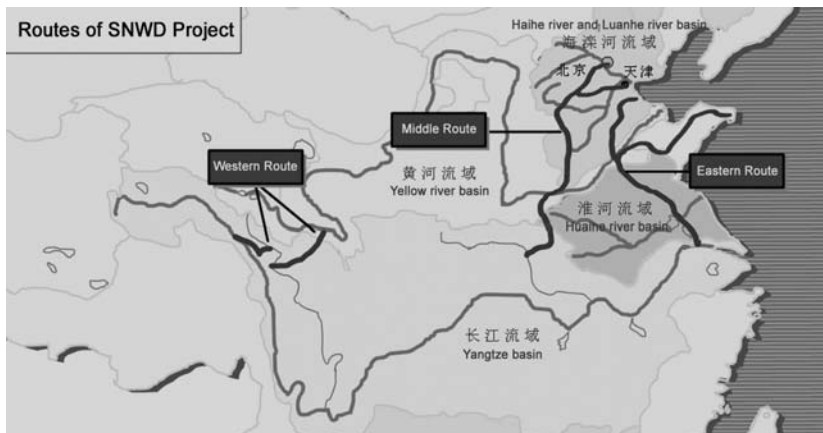 Routes of SNWD Project
Haihe river and Luanhe river basin
海滦河流域
北京
天津
Middle Route
Western Route
黄河流域
Yellow river basin
Eastern Route
淮河流域
Huaihe river basin
长江流域
Yangtze basin